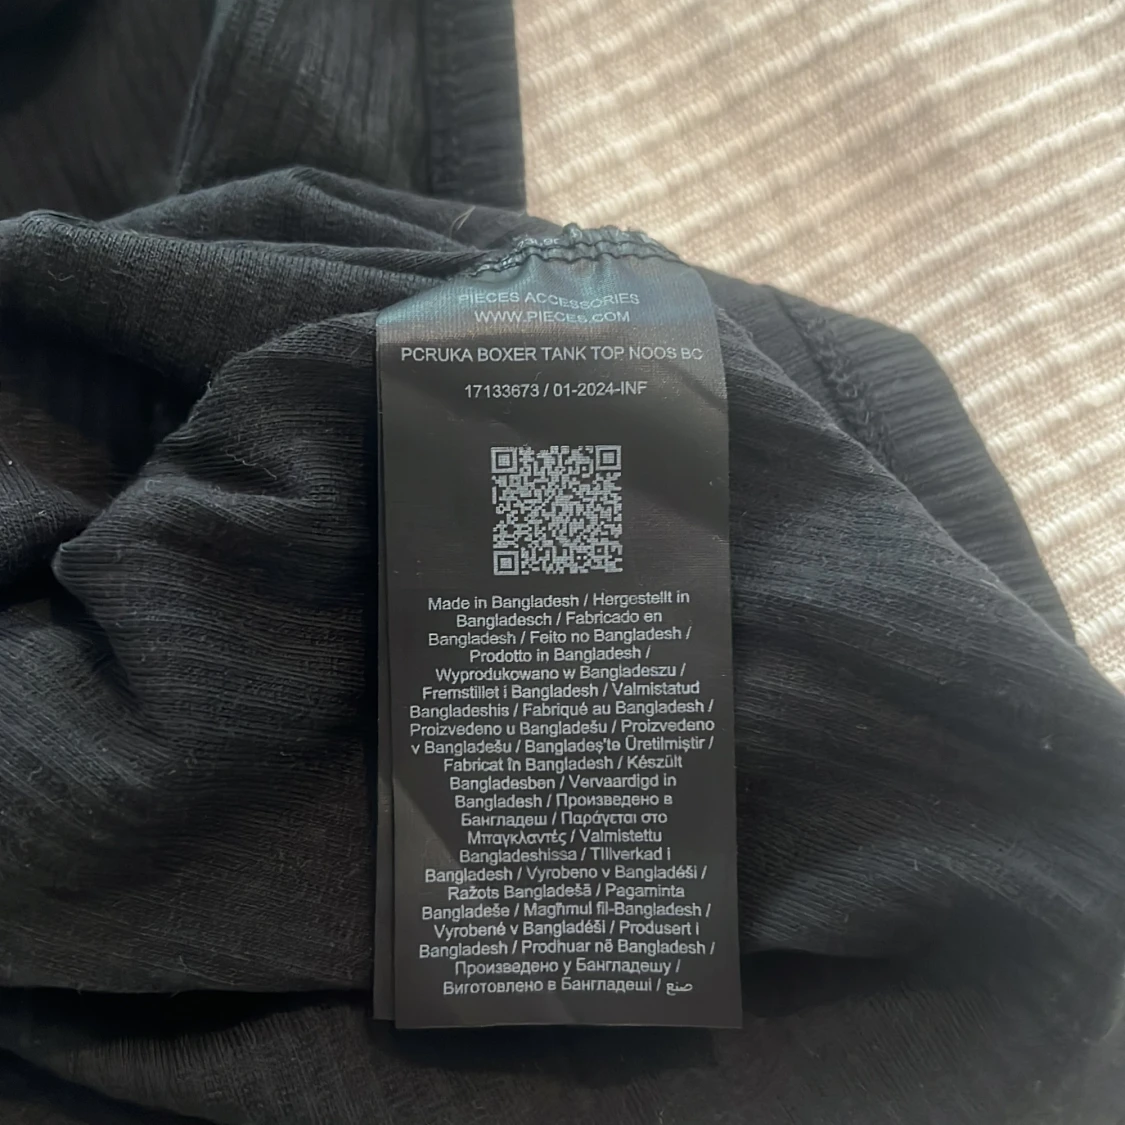 PIECES ACCESSORIES
WWW.PIECES.COM
PCRUKA BOXER TANK TOP NOOS BC
17133673 / 01-2024-INF
Made in Bangladesh / Hergestellt in
Bangladesch / Fabricado en
Bangladesh / Feito no Bangladesh /
Prodotto in Bangladesh /
Wyprodukowano w Bangladeszu /
Fremstillet i Bangladesh / Valmistatud
Bangladeshis / Fabriqué au Bangladesh /
Proizvedeno u Bangladešu / Proizvedeno
v Bangladešu / Bangladeş'te Üretilmiştir /
Fabricat în Bangladesh / Készült
Bangladesben / Vervaardigd in
Bangladesh / Произведено в
Бангладеш / Παράγεται στο
Μπαγκλαντές / Valmistettu
Bangladeshissa / Tillverkad i
Bangladesh / Vyrobeno v Bangladéši /
Ražots Bangladešā / Pagaminta
Bangladeše / Magħmul fil-Bangladesh /
Vyrobené v Bangladéši / Produsert i
Bangladesh / Prodhuar në Bangladesh /
Произведено у Бангладешу /
Виготовлено в Бангладеші / صنع